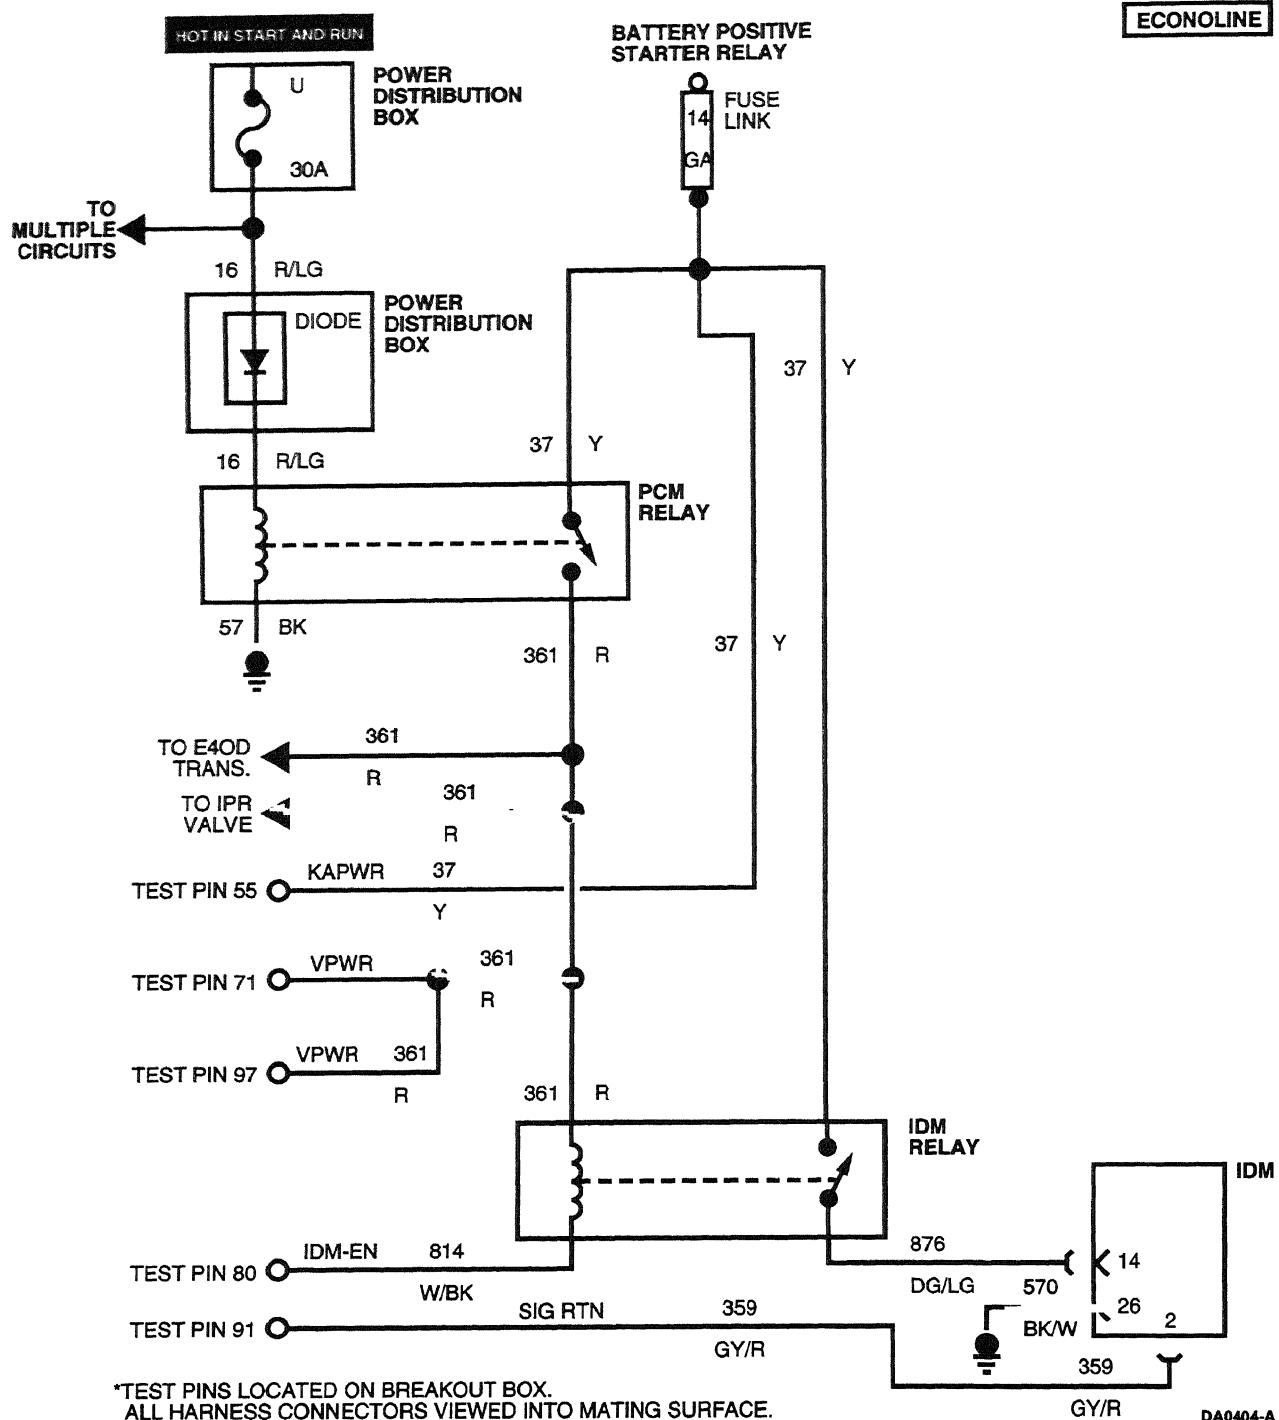 ECONOLINE
HOT IN START AND RUN
BATTERY POSITIVE
STARTER RELAY
U
30A
POWER
DISTRIBUTION
BOX
14
GA
FUSE
LINK
TO
MULTIPLE
CIRCUITS
16 R/LG
DIODE
POWER
DISTRIBUTION
BOX
37 Y
37 Y
16 R/LG
PCM
RELAY
57 BK
361 R
37 Y
TO E4OD
TRANS.
361
R
TO IPR
VALVE
361
R
TEST PIN 55
KAPWR 37
Y
TEST PIN 71
VPWR
361
R
TEST PIN 97
VPWR 361
R
361 R
IDM
RELAY
IDM
TEST PIN 80
IDM-EN 814
W/BK
876
DG/LG
14
570
BK/W
26
2
TEST PIN 91
SIG RTN 359
GY/R
359
GY/R
*TEST PINS LOCATED ON BREAKOUT BOX.
ALL HARNESS CONNECTORS VIEWED INTO MATING SURFACE.
DA0404-A